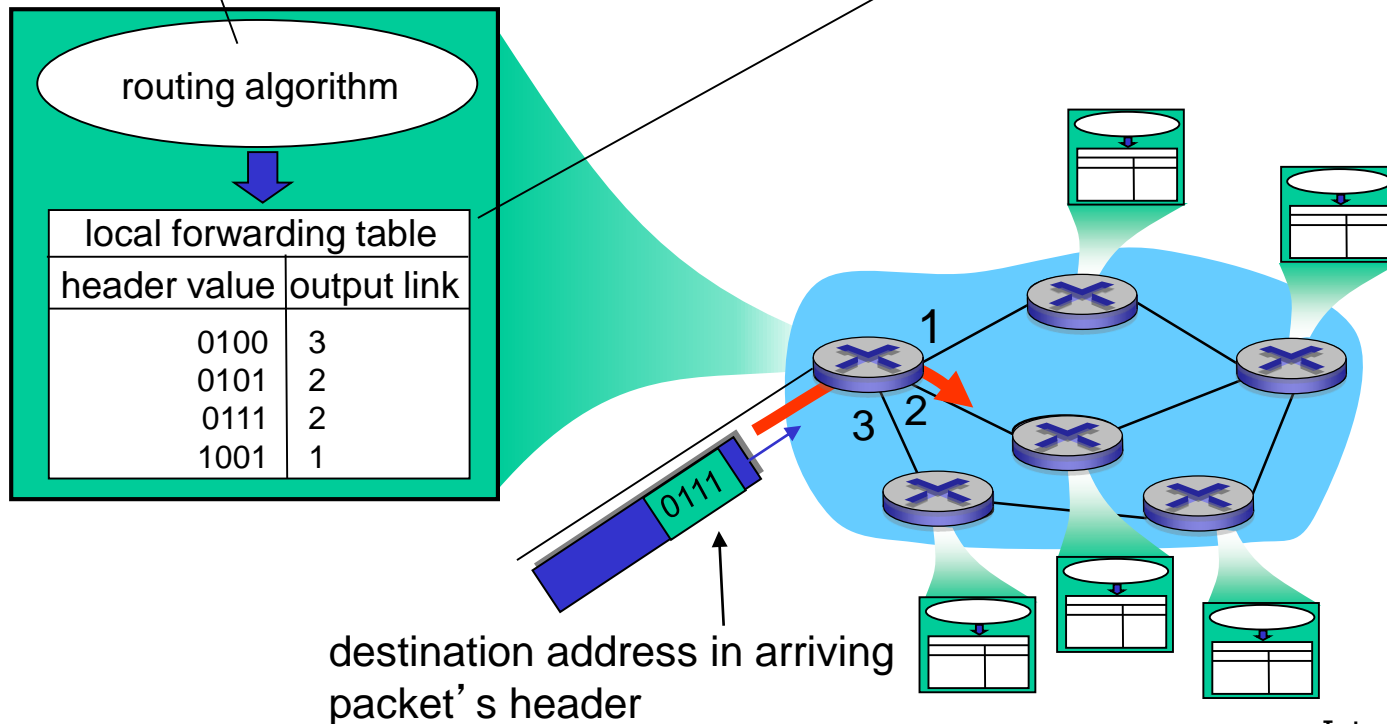 routing algorithm
local forwarding table
header value output link
0100 3
0101 2
0111 2
1001 1
1
2
3
0111
destination address in arriving
packet’s header